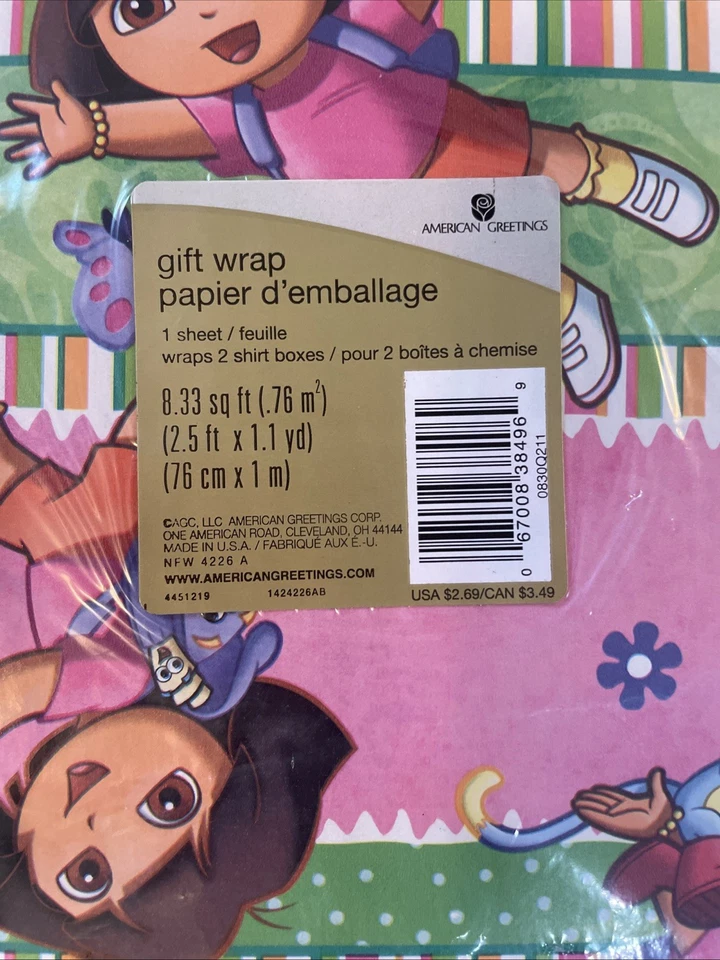 AMERICAN GREETINGS
gift wrap
papier d'emballage
1 sheet / feuille
wraps 2 shirt boxes / pour 2 boîtes à chemise
8.33 sq ft (.76 m²)
(2.5 ft x 1.1 yd)
(76 cm x 1 m)
©AGC, LLC AMERICAN GREETINGS CORP.
ONE AMERICAN ROAD, CLEVELAND, OH 44144
MADE IN U.S.A. / FABRIQUÉ AUX É.-U.
NFW 4226 A
WWW.AMERICANGREETINGS.COM
4451219 1424226AB
0 67008 38496 9
0830Q211
USA $2.69/CAN $3.49